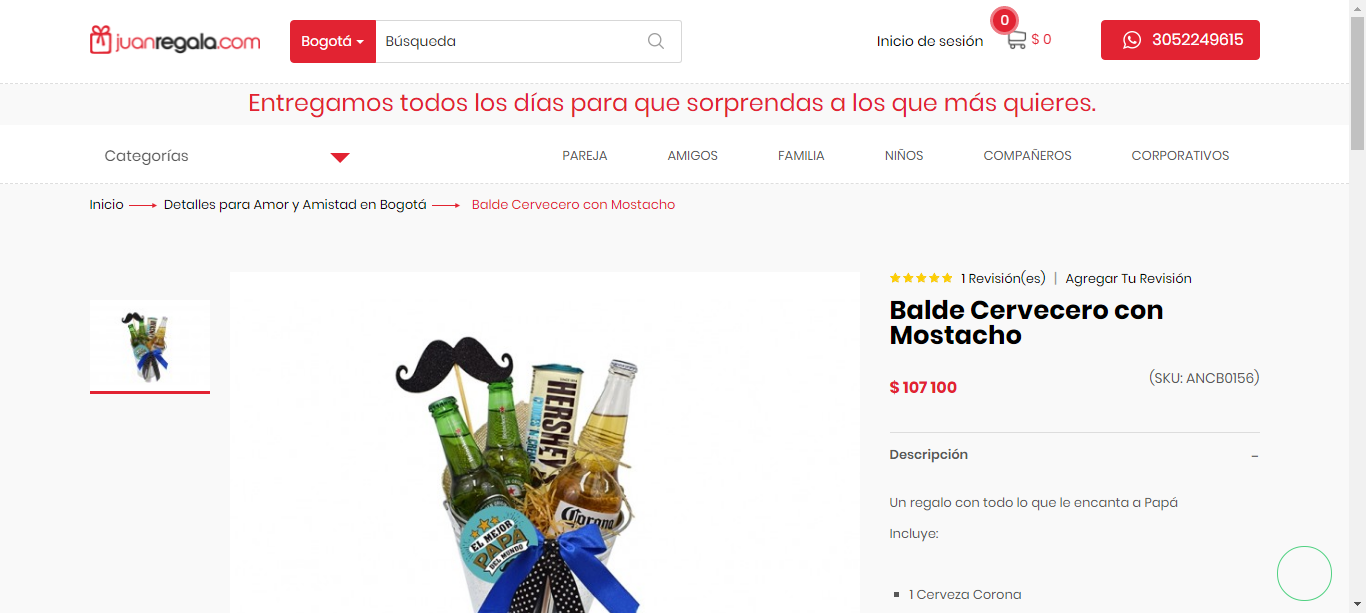 juanregala.com
Bogotá
Búsqueda
Inicio de sesión
0
$ 0
3052249615
Entregamos todos los días para que sorprendas a los que más quieres.
Categorías
PAREJA
AMIGOS
FAMILIA
NIÑOS
COMPAÑEROS
CORPORATIVOS
Inicio
Detalles para Amor y Amistad en Bogotá
Balde Cervecero con Mostacho
1 Revisión(es) | Agregar Tu Revisión
Balde Cervecero con
Mostacho
$ 107 100
(SKU: ANCB0156)
Descripción
–
Un regalo con todo lo que le encanta a Papá
Incluye:
1 Cerveza Corona
HERSHEY
COOKIES 'N' CREME
Corona
EL MEJOR
PAPÁ
DEL MUNDO